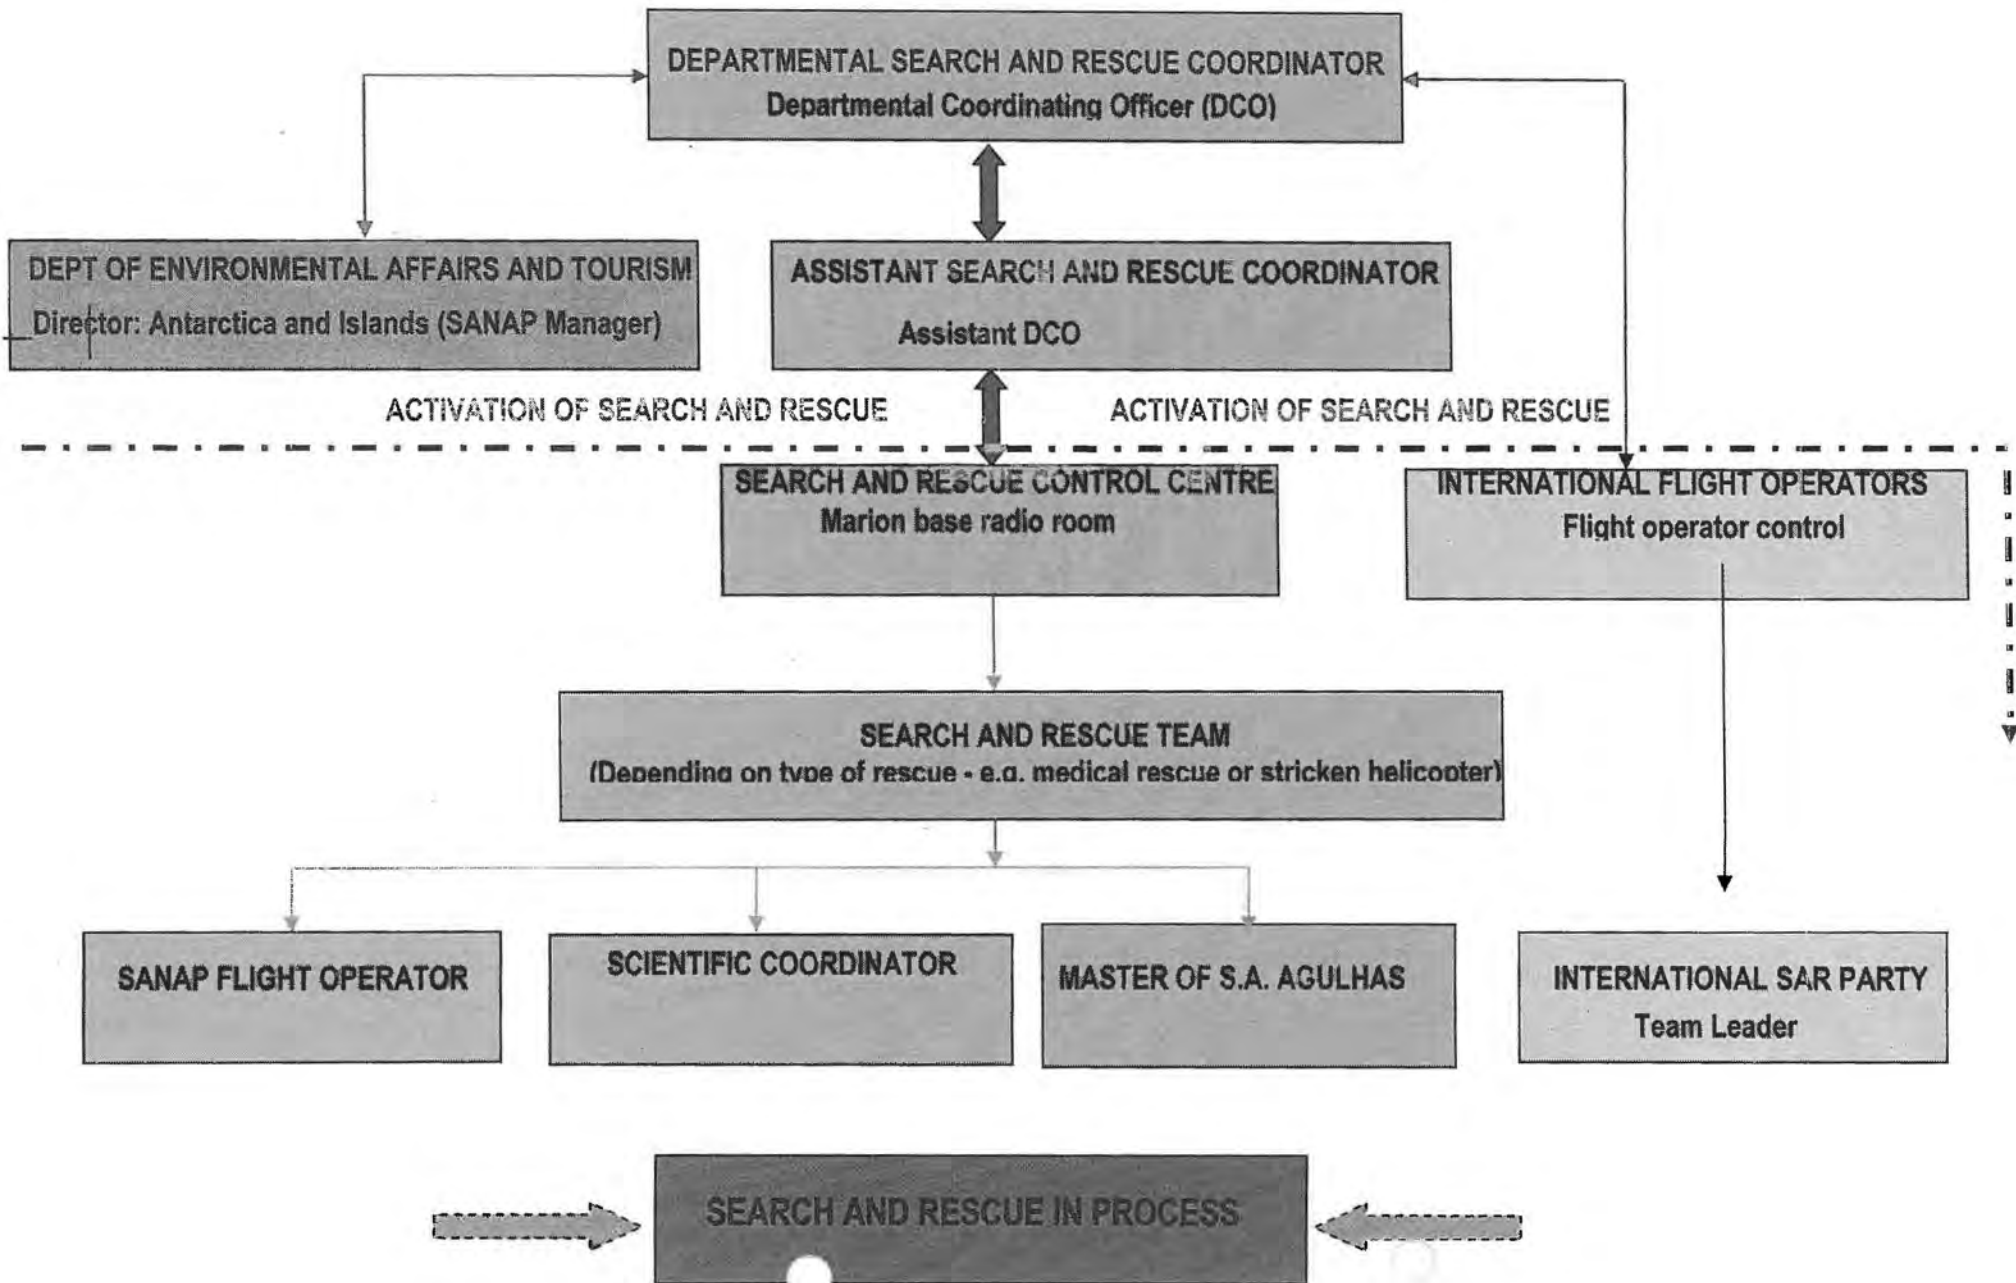 DEPARTMENTAL SEARCH AND RESCUE COORDINATOR
Departmental Coordinating Officer (DCO)
DEPT OF ENVIRONMENTAL AFFAIRS AND TOURISM
Director: Antarctica and Islands (SANAP Manager)
ASSISTANT SEARCH AND RESCUE COORDINATOR
Assistant DCO
ACTIVATION OF SEARCH AND RESCUE
ACTIVATION OF SEARCH AND RESCUE
SEARCH AND RESCUE CONTROL CENTRE
Marion base radio room
INTERNATIONAL FLIGHT OPERATORS
Flight operator control
SEARCH AND RESCUE TEAM
(Depending on type of rescue - e.g. medical rescue or stricken helicopter)
SANAP FLIGHT OPERATOR
SCIENTIFIC COORDINATOR
MASTER OF S.A. AGULHAS
INTERNATIONAL SAR PARTY
Team Leader
SEARCH AND RESCUE IN PROCESS